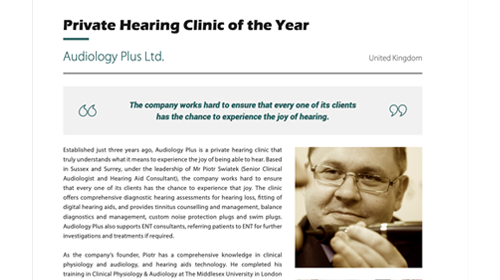 Private Hearing Clinic of the Year
Audiology Plus Ltd.
United Kingdom
The company works hard to ensure that every one of its clients
has the chance to experience the joy of hearing.
Established just three years ago, Audiology Plus is a private hearing clinic that
truly understands what it means to experience the joy of being able to hear. Based
in Sussex and Surrey, under the leadership of Mr Piotr Swiatek (Senior Clinical
Audiologist and Hearing Aid Consultant), the company works hard to ensure
that every one of its clients has the chance to experience that joy. The clinic
offers comprehensive diagnostic hearing assessments for hearing loss, fitting of
digital hearing aids, and provides tinnitus counselling and management, balance
diagnostics and management, custom noise protection plugs and swim plugs.
Audiology Plus also supports ENT consultants, referring patients to ENT for further
investigations and treatments if required.
As the company's founder, Piotr has a comprehensive knowledge in clinical
physiology and audiology, and hearing aids technology. He completed his
training in Clinical Physiology & Audiology at The Middlesex University in London